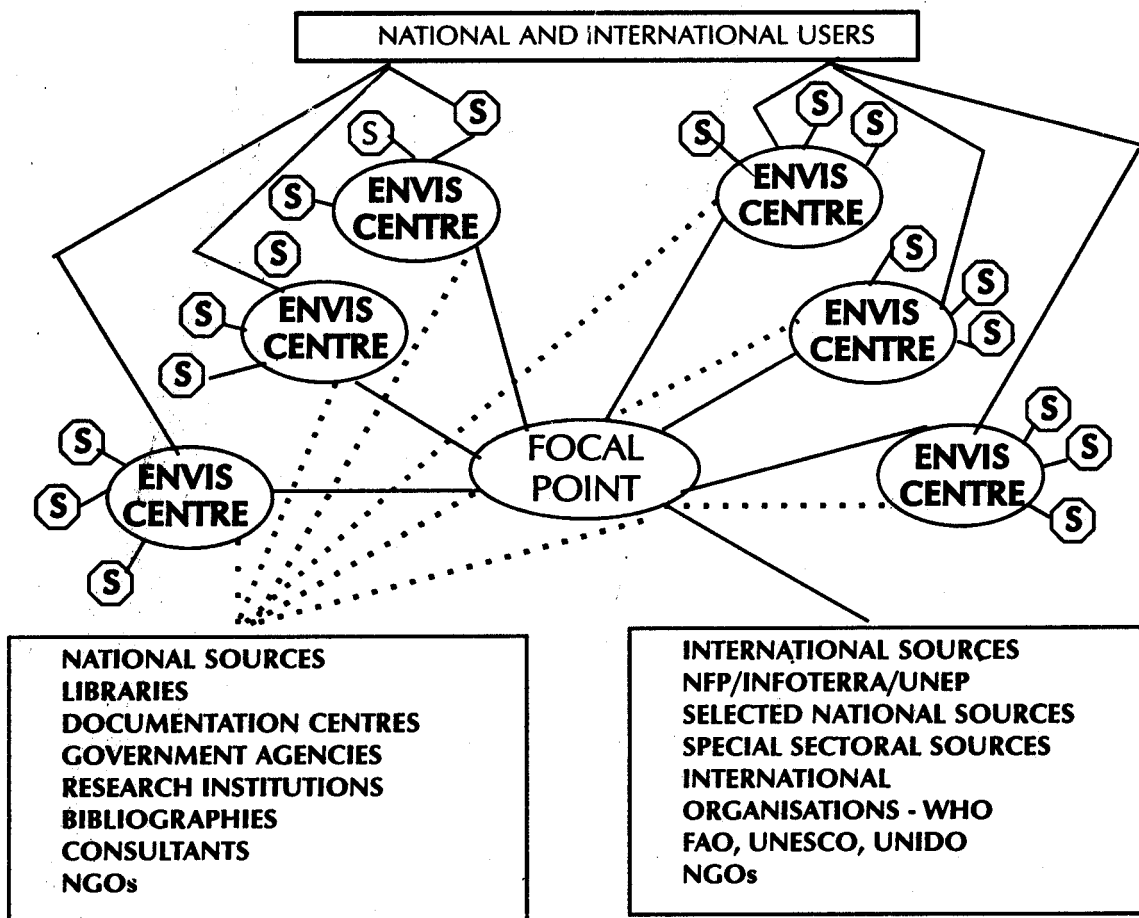 NATIONAL AND INTERNATIONAL USERS
S
S
S
ENVIS
CENTRE
S
S
S
ENVIS
CENTRE
S
S
S
ENVIS
CENTRE
S
ENVIS
CENTRE
S
S
FOCAL
POINT
S
S
S
ENVIS
CENTRE
S
S
S
ENVIS
CENTRE
NATIONAL SOURCES
LIBRARIES
DOCUMENTATION CENTRES
GOVERNMENT AGENCIES
RESEARCH INSTITUTIONS
BIBLIOGRAPHIES
CONSULTANTS
NGOs
INTERNATIONAL SOURCES
NFP/INFOTERRA/UNEP
SELECTED NATIONAL SOURCES
SPECIAL SECTORAL SOURCES
INTERNATIONAL
ORGANISATIONS - WHO
FAO, UNESCO, UNIDO
NGOs